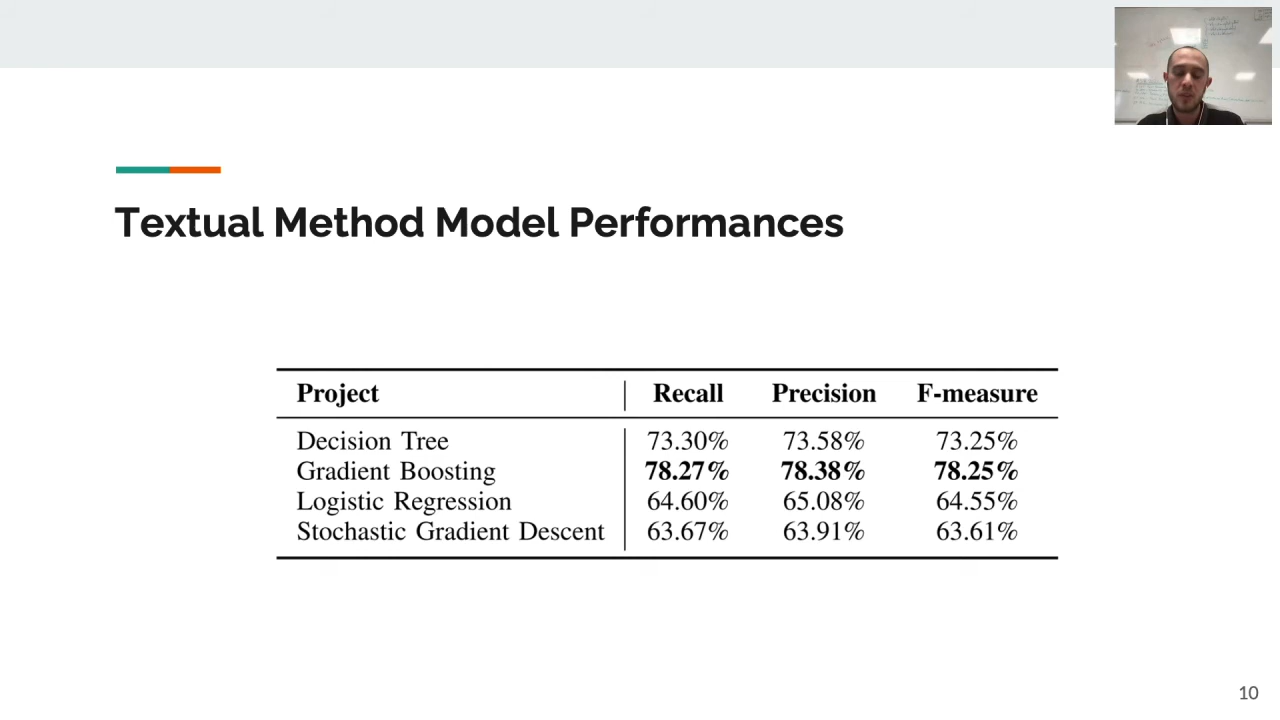 Textual Method Model Performances
Project Recall Precision F-measure
Decision Tree 73.30% 73.58% 73.25%
Gradient Boosting 78.27% 78.38% 78.25%
Logistic Regression 64.60% 65.08% 64.55%
Stochastic Gradient Descent 63.67% 63.91% 63.61%
10